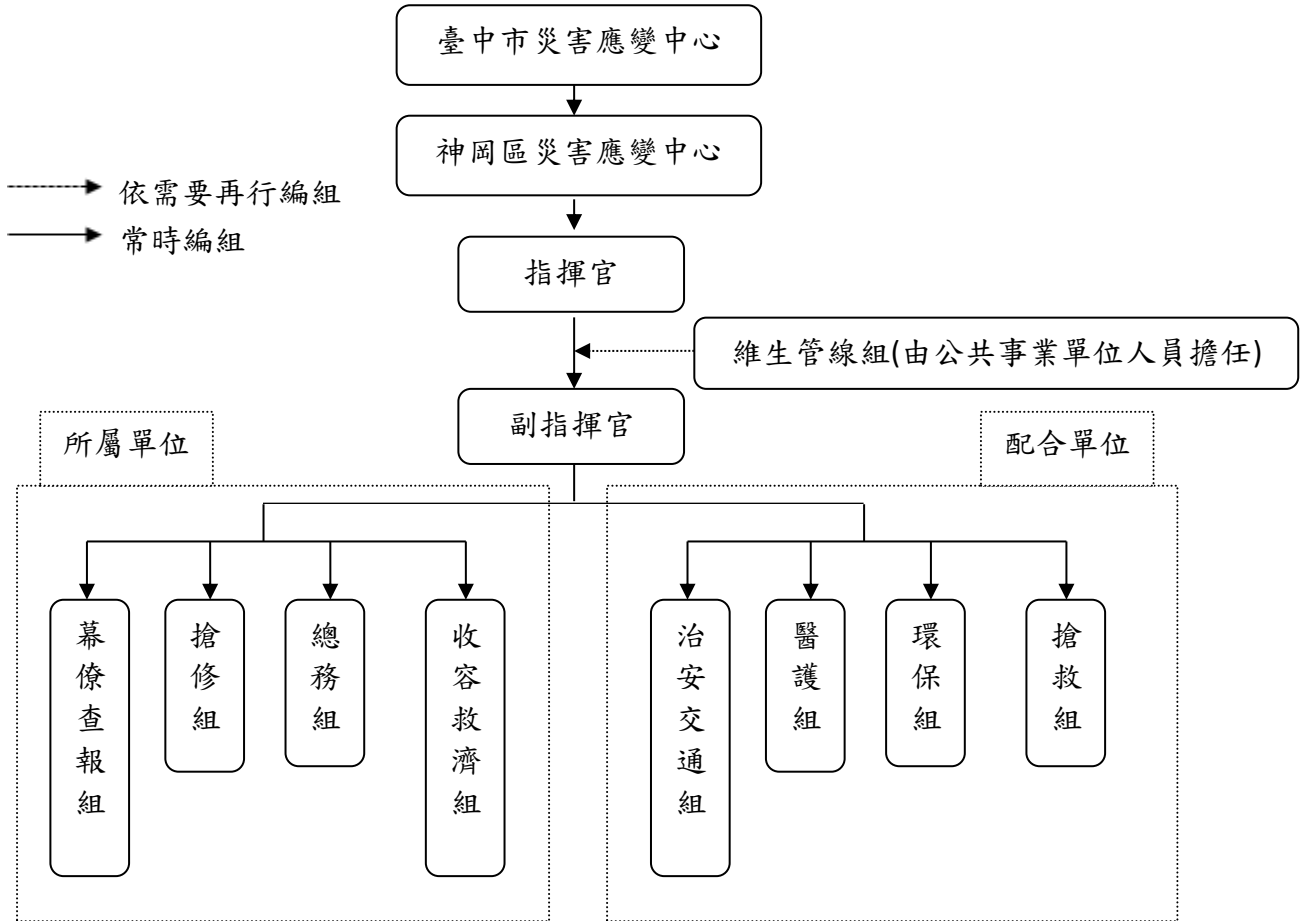 臺中市災害應變中心
神岡區災害應變中心
依需要再行編組
常時編組
指揮官
維生管線組(由公共事業單位人員擔任)
副指揮官
所屬單位
配合單位
幕僚查報組
搶修組
總務組
收容救濟組
治安交通組
醫護組
環保組
搶救組